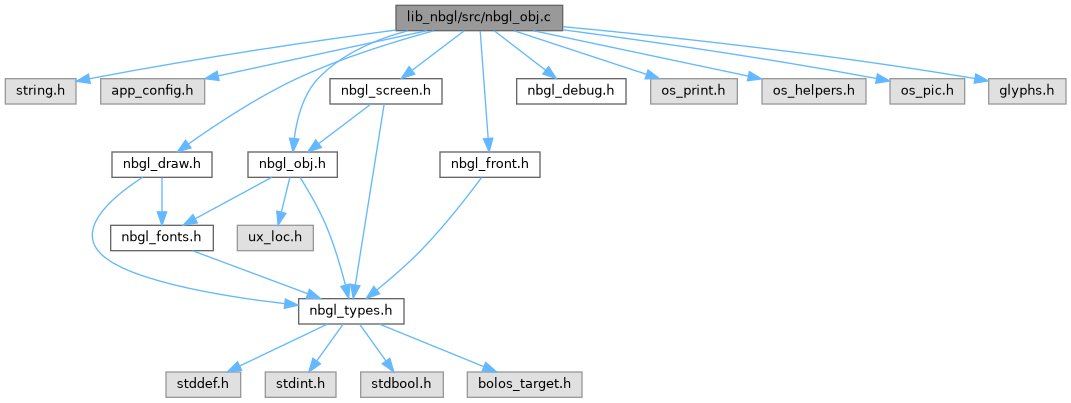 lib_nbgl/src/nbgl_obj.c
string.h
app_config.h
nbgl_screen.h
nbgl_debug.h
os_print.h
os_helpers.h
os_pic.h
glyphs.h
nbgl_draw.h
nbgl_obj.h
nbgl_front.h
nbgl_fonts.h
ux_loc.h
nbgl_types.h
stddef.h
stdint.h
stdbool.h
bolos_target.h